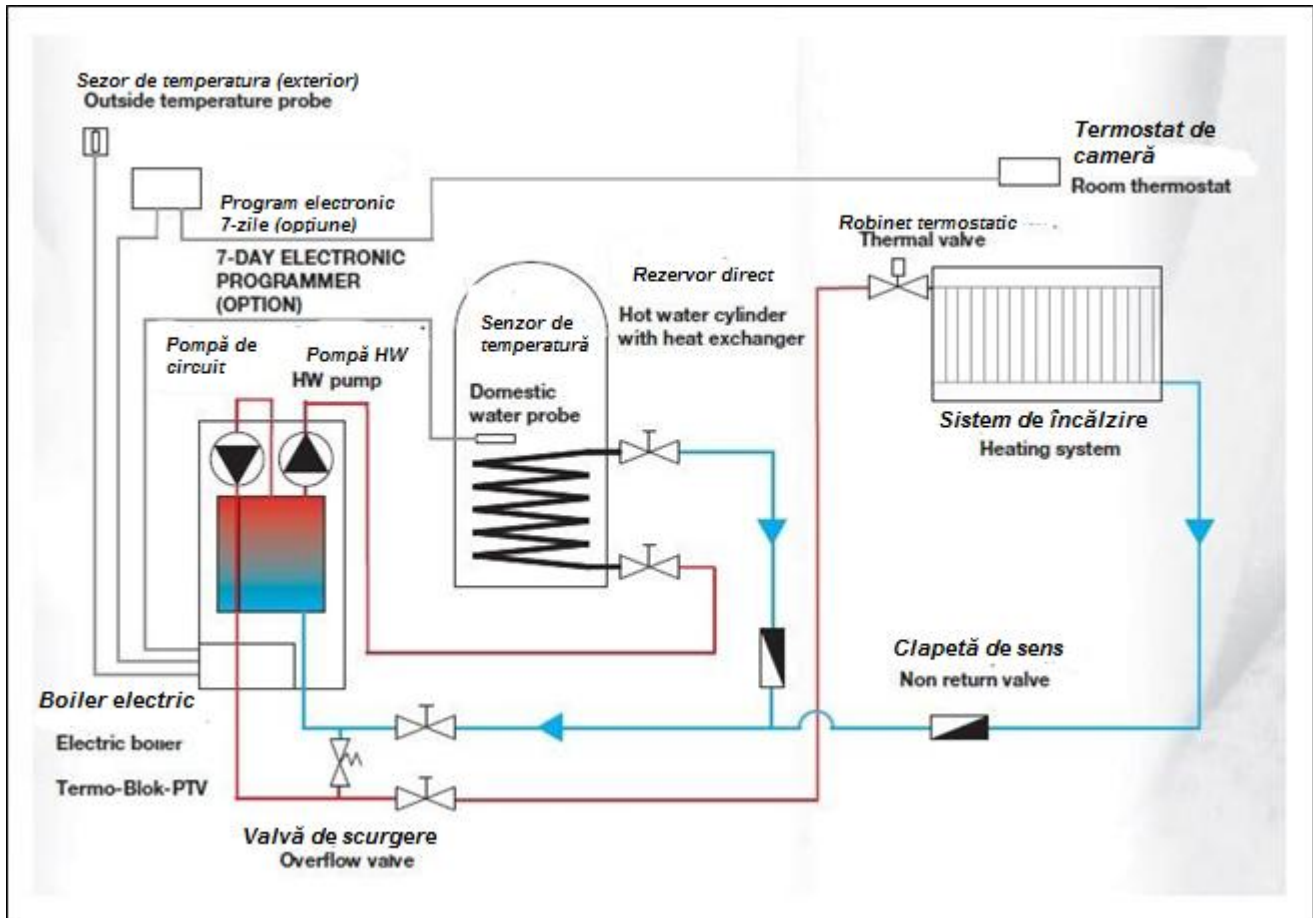 Sezor de temperatura (exterior)
Outside temperature probe
Termostat de
cameră
Room thermostat
Program electronic
7-zile (opțiune)
7-DAY ELECTRONIC
PROGRAMMER
(OPTION)
Robinet termostatic
Thermal valve
Rezervor direct
Hot water cylinder
with heat exchanger
Senzor de
temperatură
Domestic
water probe
Pompă de
circuit
Pompă HW
HW pump
Sistem de încălzire
Heating system
Clapetă de sens
Non return valve
Boiler electric
Electric boiler
Termo-Blok-PTV
Valvă de scurgere
Overflow valve